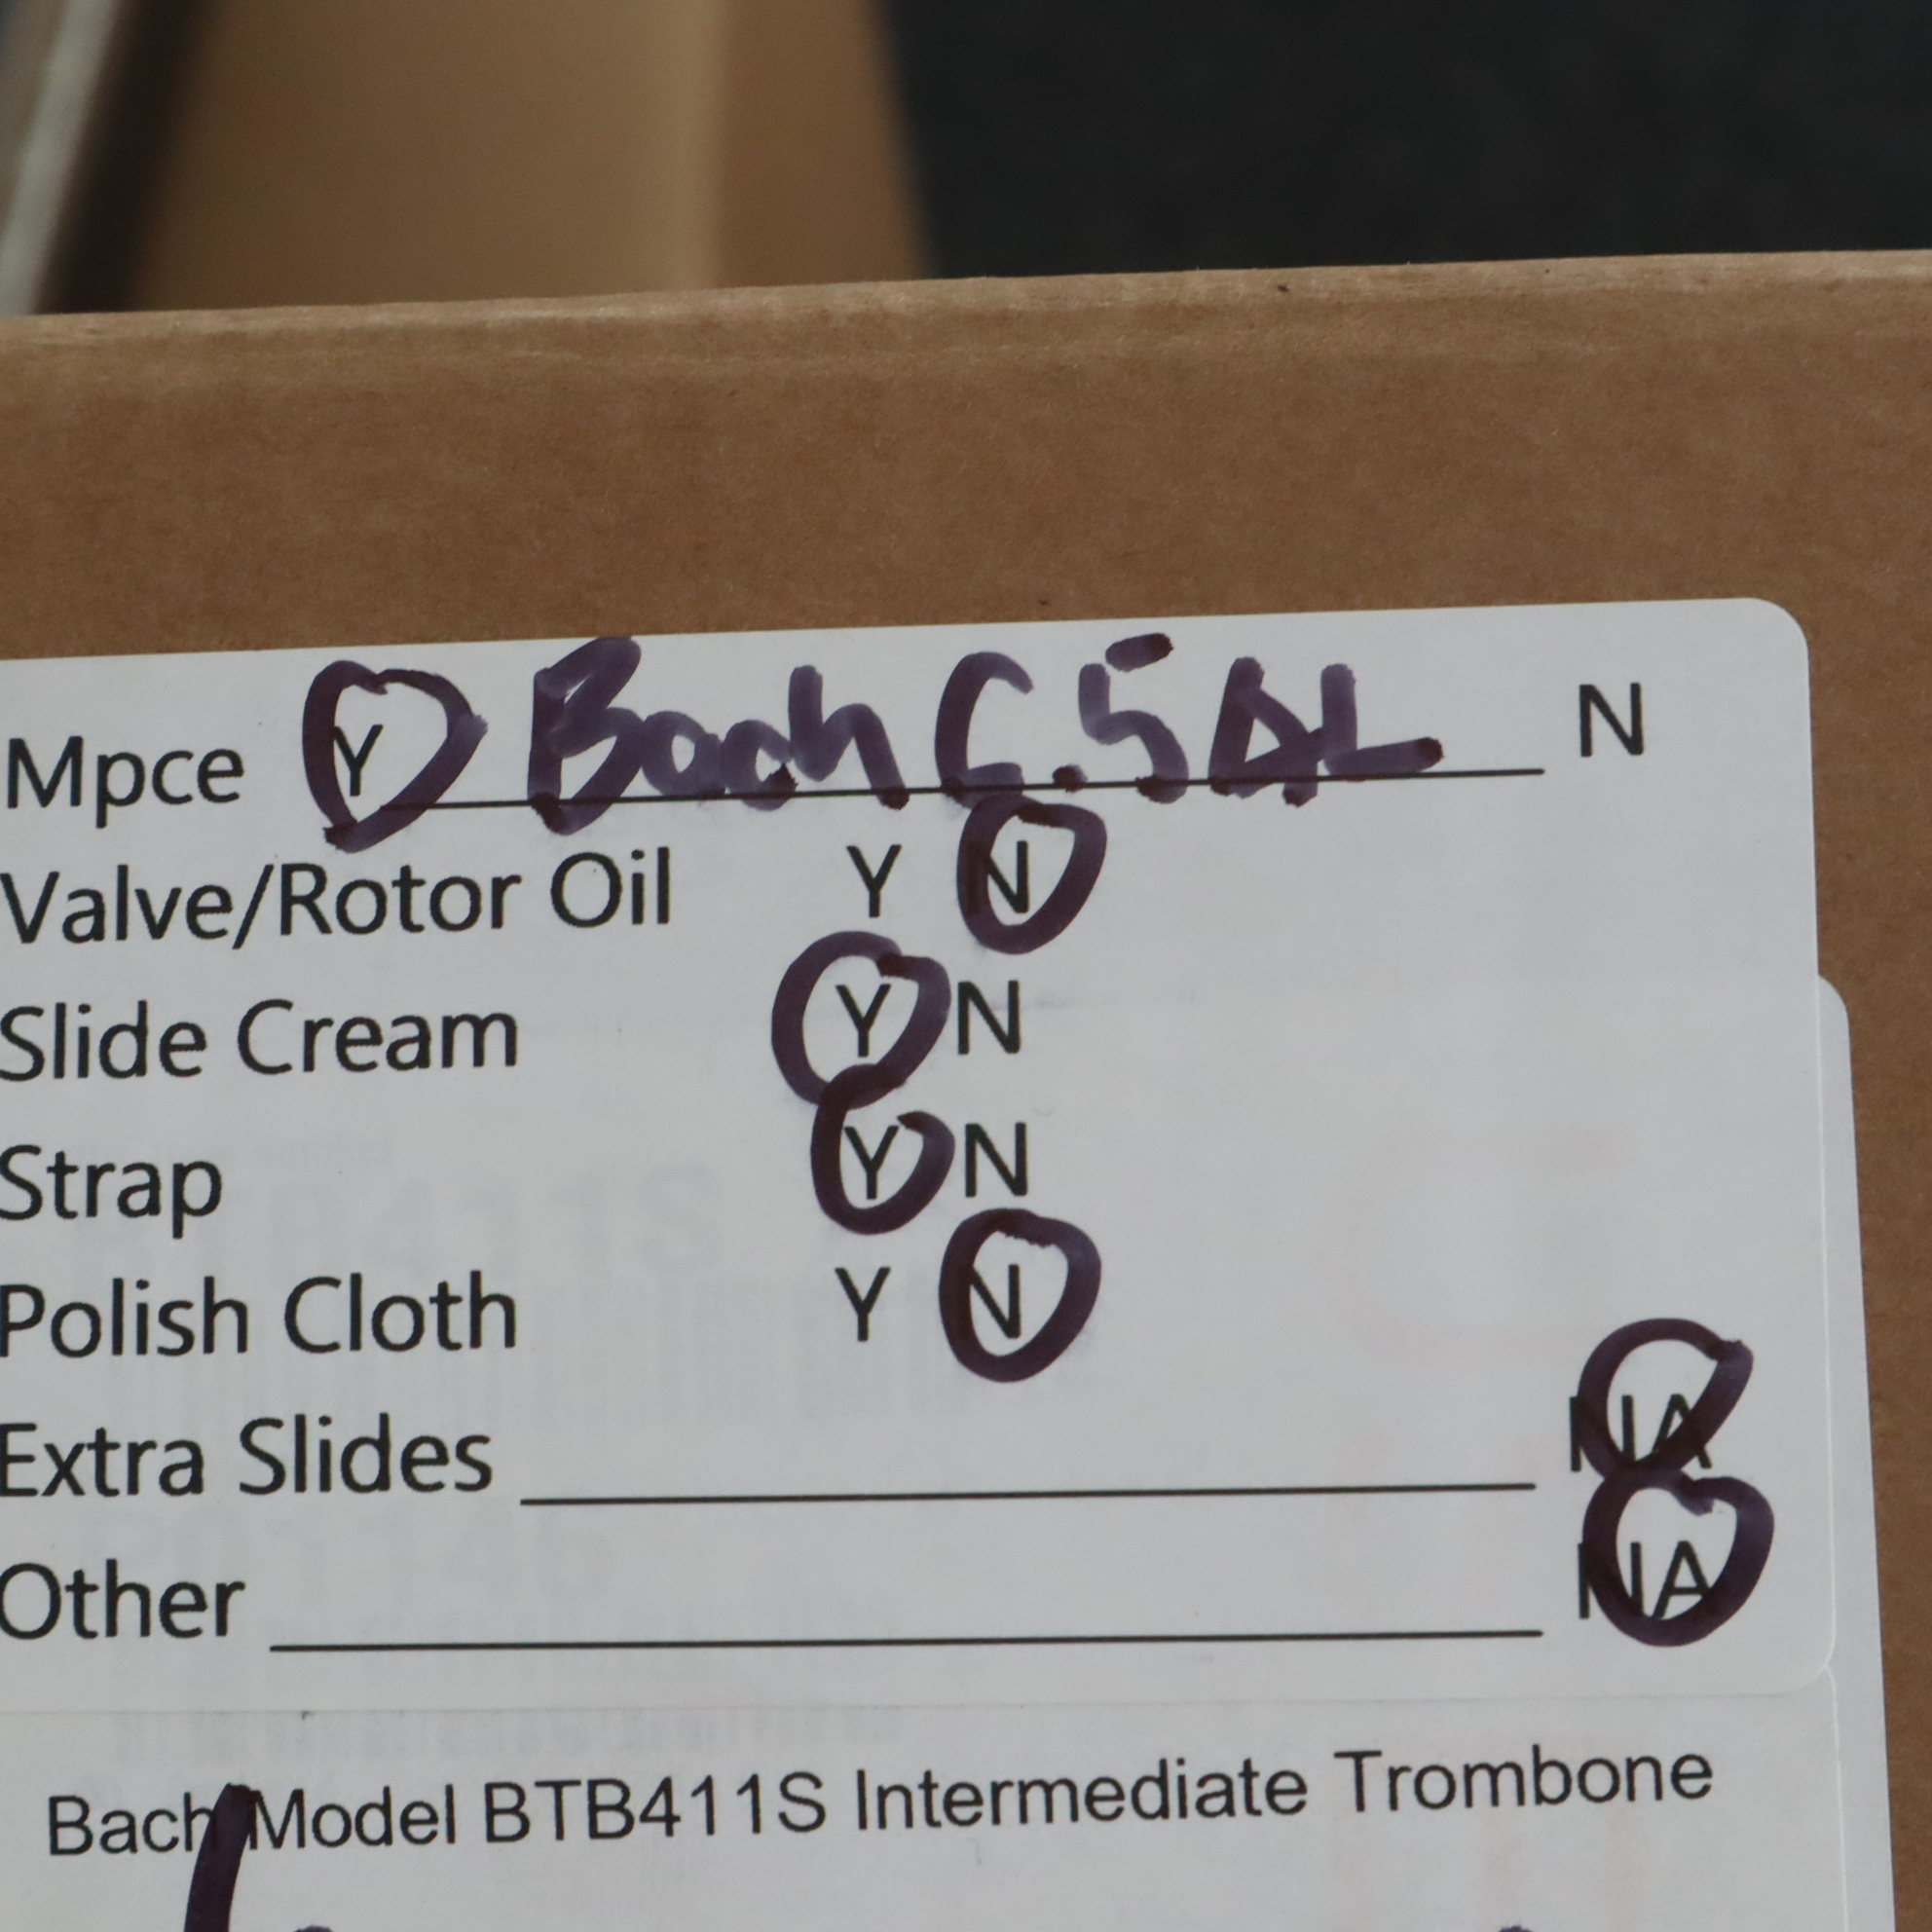 Mpce Y Bach 6.5AL N
Valve/Rotor Oil Y N
Slide Cream Y N
Strap Y N
Polish Cloth Y N
Extra Slides NA
Other NA
Bach Model BTB411S Intermediate Trombone